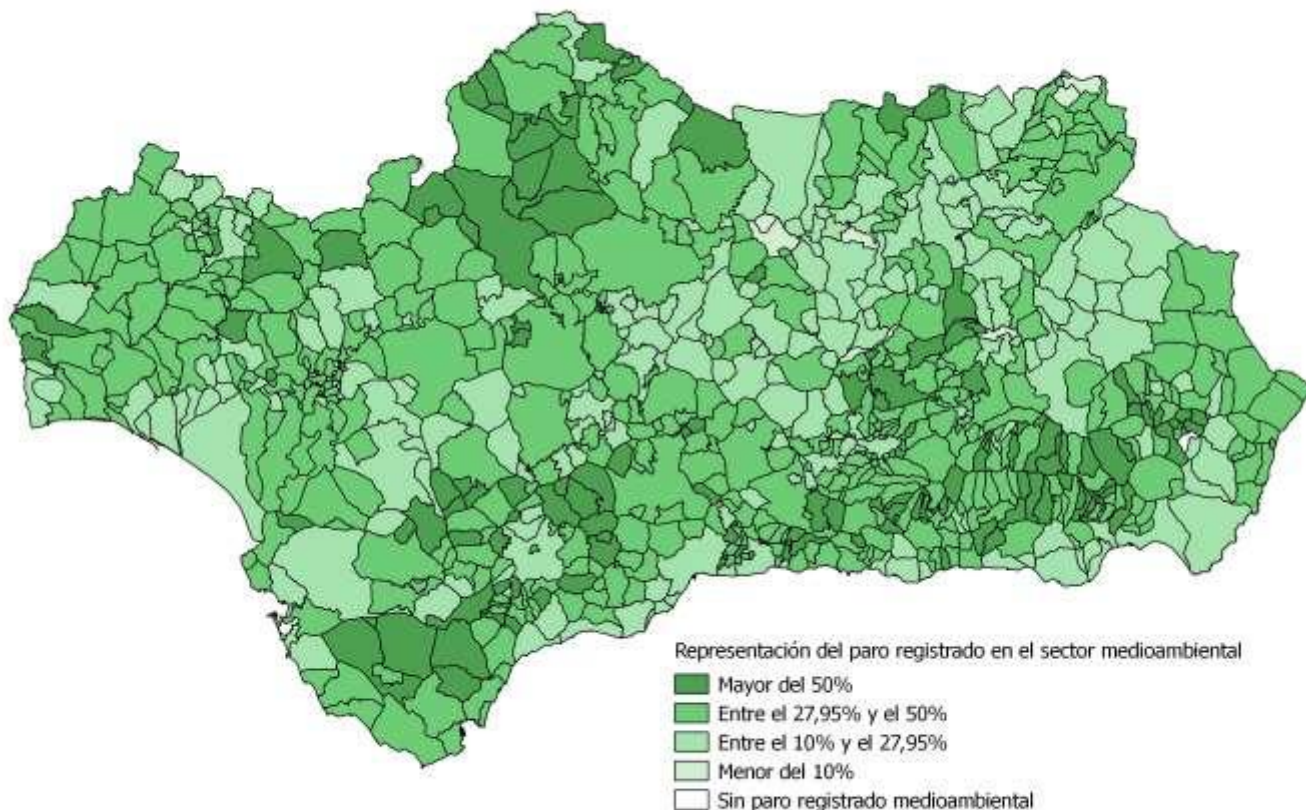 Representación del paro registrado en el sector medioambiental
Mayor del 50%
Entre el 27,95% y el 50%
Entre el 10% y el 27,95%
Menor del 10%
Sin paro registrado medioambiental